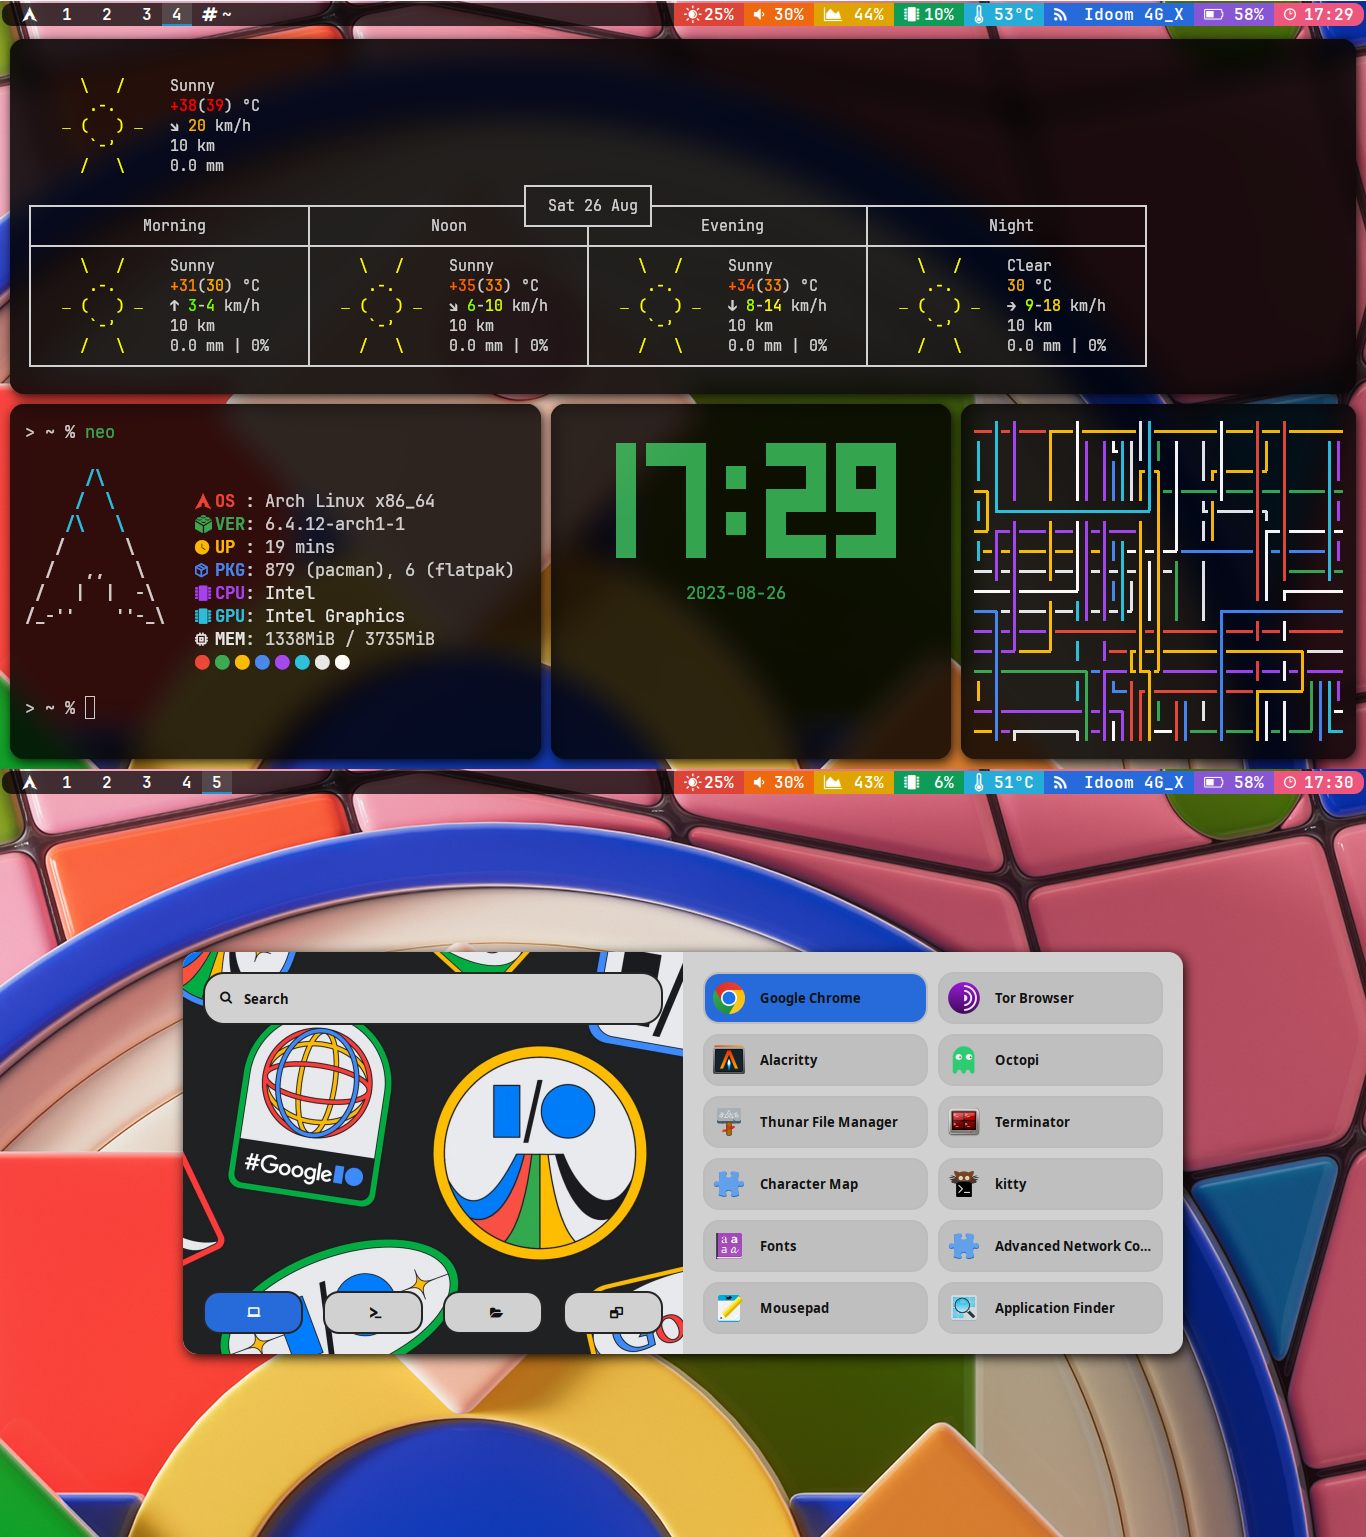 1 2 3 4 # ~ 25% 30% 44% 10% 53°C Idoom 4G_X 58% 17:29
Sunny
+38(39) °C
↘ 20 km/h
10 km
0.0 mm
Sat 26 Aug
Morning Noon Evening Night
Sunny Sunny Sunny Clear
+31(30) °C +35(33) °C +34(33) °C 30 °C
↑ 3-4 km/h ↘ 6-10 km/h ↓ 8-14 km/h → 9-18 km/h
10 km 10 km 10 km 10 km
0.0 mm | 0% 0.0 mm | 0% 0.0 mm | 0% 0.0 mm | 0%
> ~ % neo
OS : Arch Linux x86_64
VER: 6.4.12-arch1-1
UP : 19 mins
PKG: 879 (pacman), 6 (flatpak)
CPU: Intel
GPU: Intel Graphics
MEM: 1338MiB / 3735MiB
> ~ %
17:29
2023-08-26
1 2 3 4 5 25% 30% 43% 6% 51°C Idoom 4G_X 58% 17:30
Search
#Google IO
I/O
Google Chrome
Tor Browser
Alacritty
Octopi
Thunar File Manager
Terminator
Character Map
kitty
Fonts
Advanced Network Co...
Mousepad
Application Finder